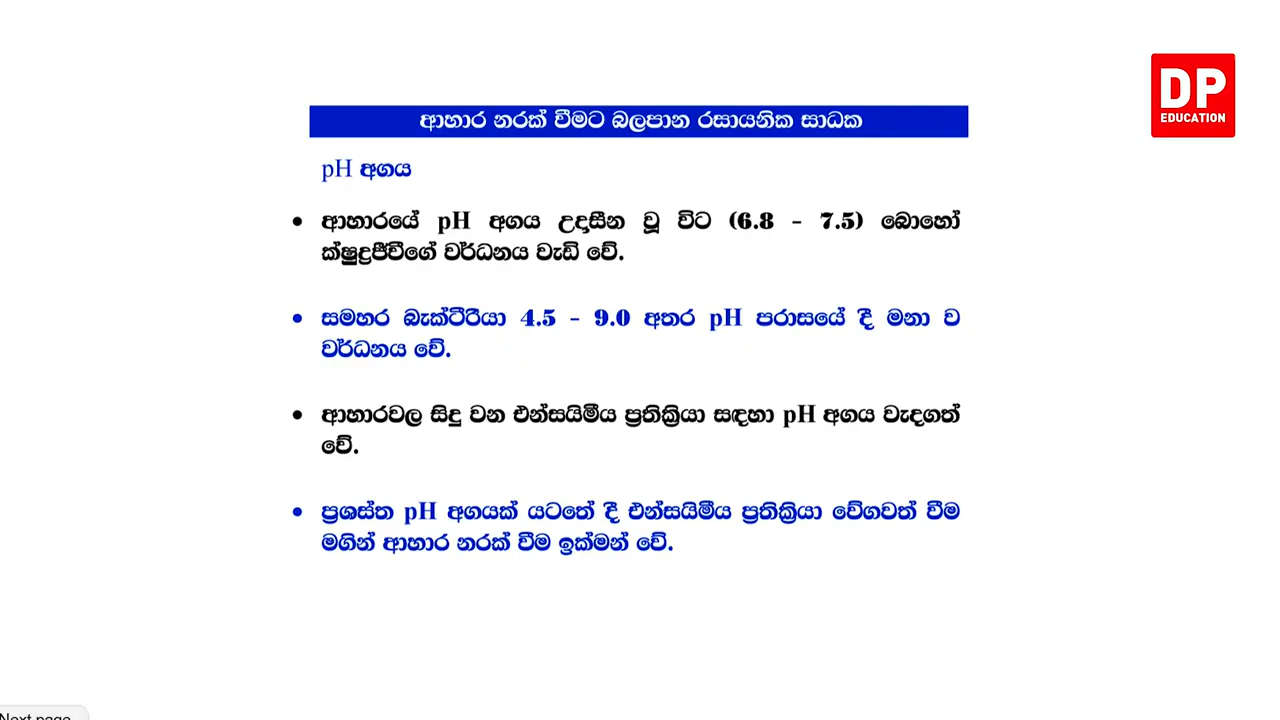 DP
EDUCATION
ආහාර නරක් වීමට බලපාන රසායනික සාධක
pH අගය
• ආහාරයේ pH අගය උදාසීන වූ විට (6.8 - 7.5) බොහෝ
ක්ෂුද්‍රජීවීගේ වර්ධනය වැඩි වේ.
• සමහර බැක්ටීරියා 4.5 - 9.0 අතර pH පරාසයේ දී මනා ව
වර්ධනය වේ.
• ආහාරවල සිදු වන එන්සයිමීය ප්‍රතික්‍රියා සඳහා pH අගය වැදගත්
වේ.
• ප්‍රශස්ත pH අගයක් යටතේ දී එන්සයිමීය ප්‍රතික්‍රියා වේගවත් වීම
මගින් ආහාර නරක් වීම ඉක්මන් වේ.
Next page